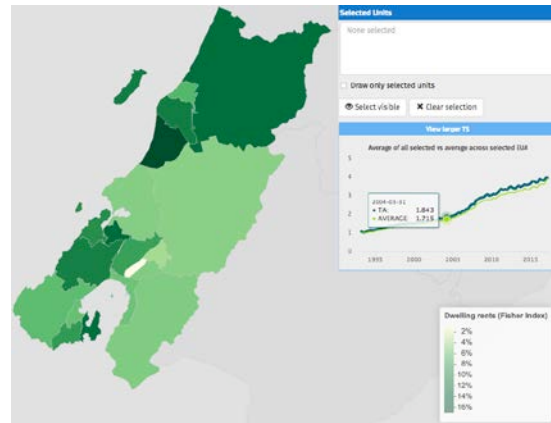 Selected Units
None selected
Draw only selected units
Select visible
Clear selection
View larger TS
Average of all selected vs average across selected EUA
5
4
3
2
1
0
2004-03-31
TA: 1.843
AVERAGE: 1.715
1995 2000 2005 2010 2015
Dwelling rents (Fisher Index)
2%
4%
6%
8%
10%
12%
14%
16%